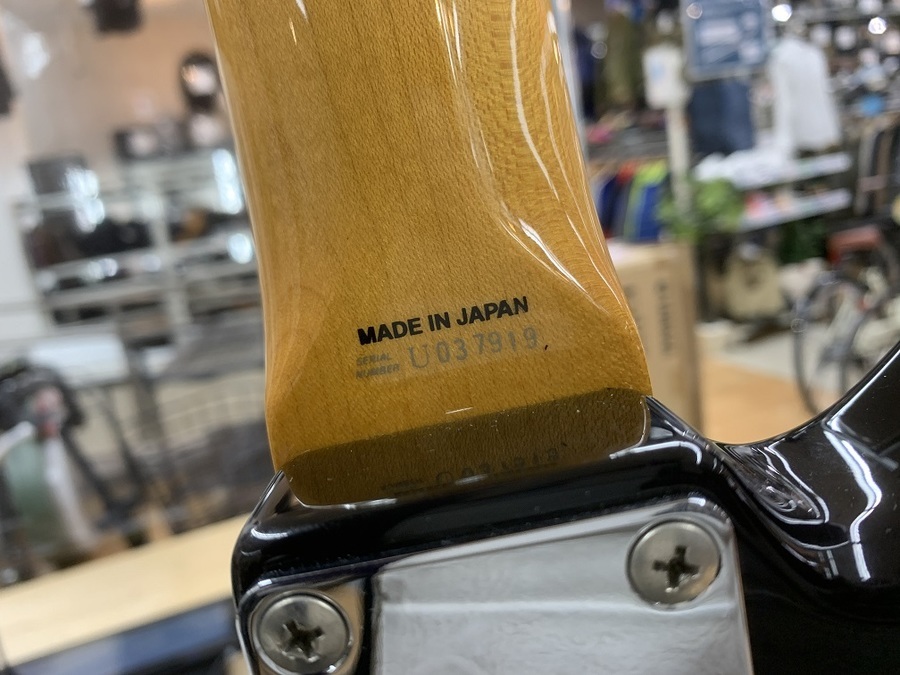 MADE IN JAPAN
SERIAL
NUMBER U037919